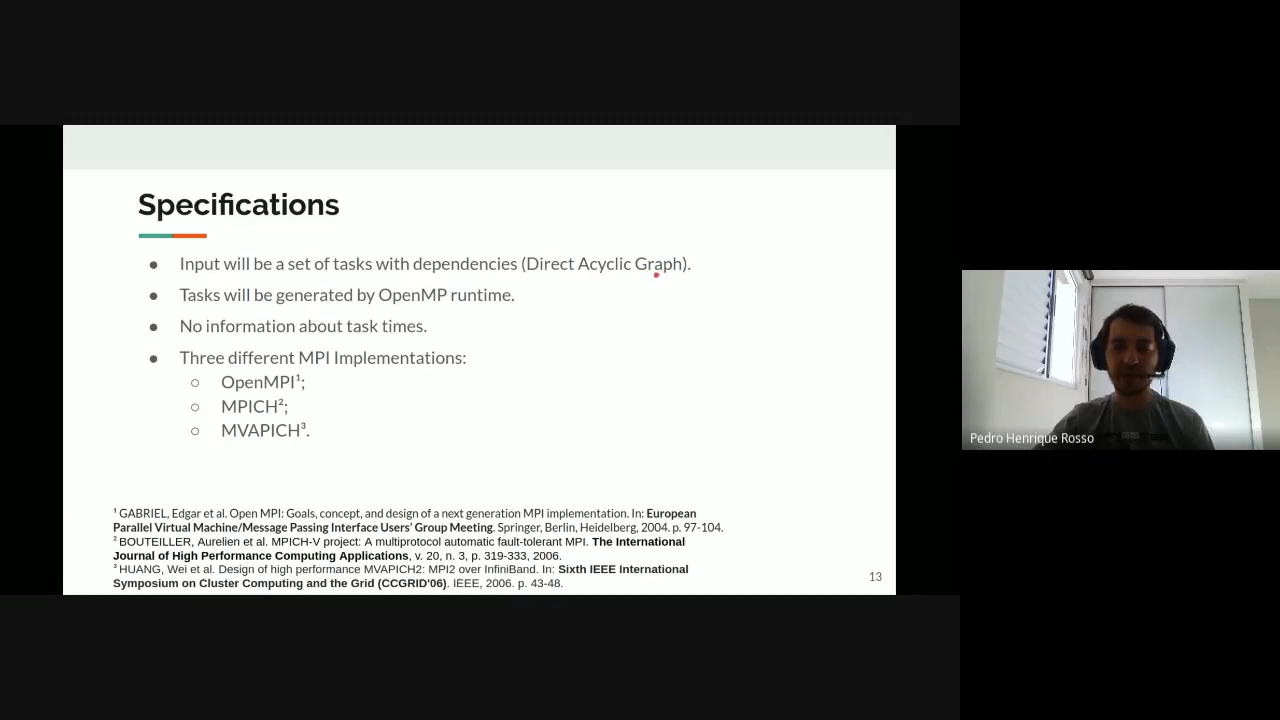 Specifications
● Input will be a set of tasks with dependencies (Direct Acyclic Graph).
● Tasks will be generated by OpenMP runtime.
● No information about task times.
● Three different MPI Implementations:
○ OpenMPI¹;
○ MPICH²;
○ MVAPICH³.
¹ GABRIEL, Edgar et al. Open MPI: Goals, concept, and design of a next generation MPI implementation. In: European
Parallel Virtual Machine/Message Passing Interface Users’ Group Meeting. Springer, Berlin, Heidelberg, 2004. p. 97-104.
² BOUTEILLER, Aurelien et al. MPICH-V project: A multiprotocol automatic fault-tolerant MPI. The International
Journal of High Performance Computing Applications, v. 20, n. 3, p. 319-333, 2006.
³ HUANG, Wei et al. Design of high performance MVAPICH2: MPI2 over InfiniBand. In: Sixth IEEE International
Symposium on Cluster Computing and the Grid (CCGRID'06). IEEE, 2006. p. 43-48.
13
Pedro Henrique Rosso